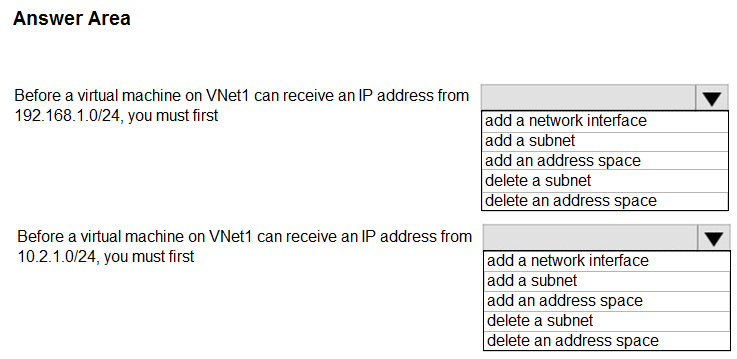 Answer Area
Before a virtual machine on VNet1 can receive an IP address from
192.168.1.0/24, you must first
add a network interface
add a subnet
add an address space
delete a subnet
delete an address space
Before a virtual machine on VNet1 can receive an IP address from
10.2.1.0/24, you must first
add a network interface
add a subnet
add an address space
delete a subnet
delete an address space